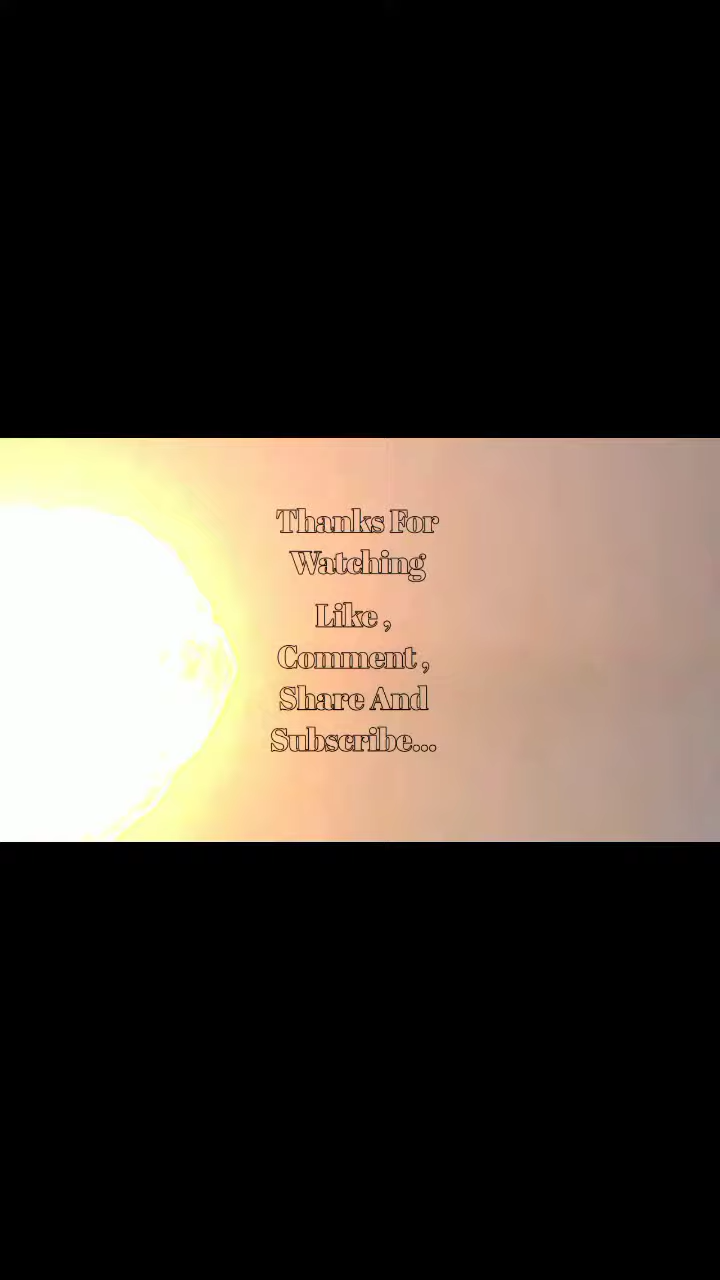 Thanks For
Watching
Like ,
Comment ,
Share And
Subscribe...